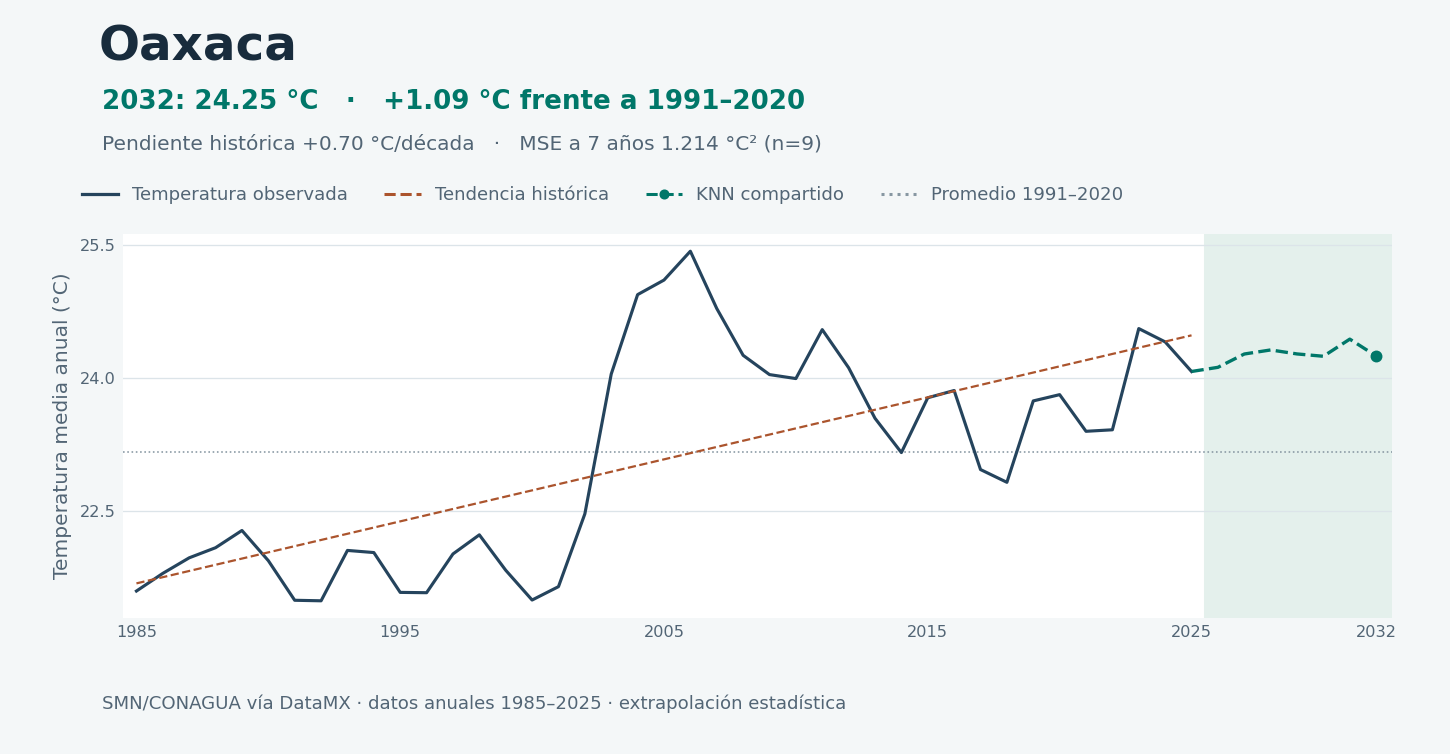 Oaxaca
2032: 24.25 °C · +1.09 °C frente a 1991–2020
Pendiente histórica +0.70 °C/década · MSE a 7 años 1.214 °C² (n=9)
Temperatura observada
Tendencia histórica
KNN compartido
Promedio 1991–2020
Temperatura media anual (°C)
25.5
24.0
22.5
1985
1995
2005
2015
2025
2032
SMN/CONAGUA vía DataMX · datos anuales 1985–2025 · extrapolación estadística